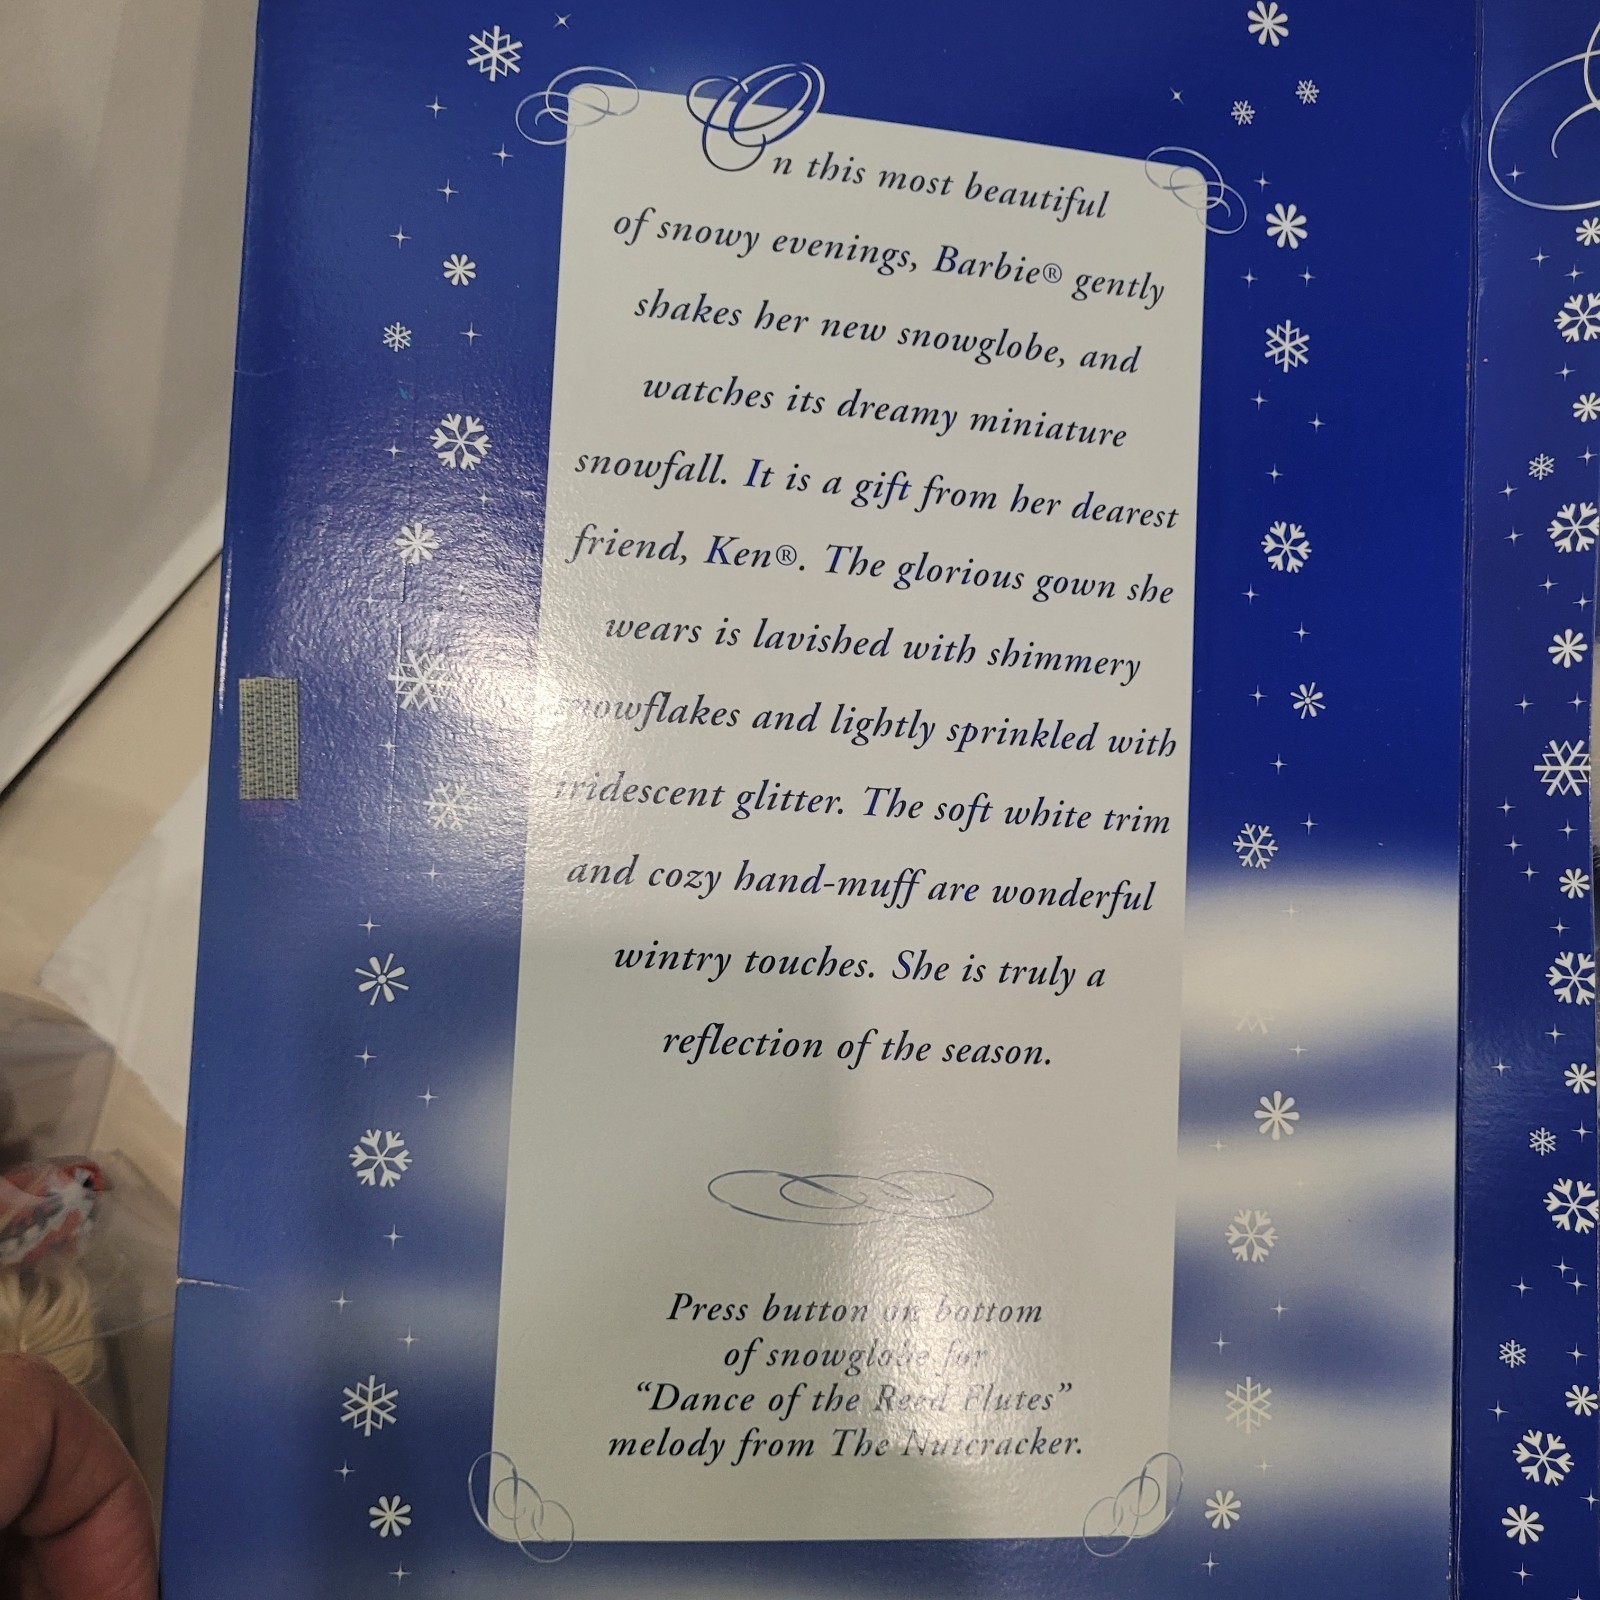 On this most beautiful
of snowy evenings, Barbie® gently
shakes her new snowglobe, and
watches its dreamy miniature
snowfall. It is a gift from her dearest
friend, Ken®. The glorious gown she
wears is lavished with shimmery
snowflakes and lightly sprinkled with
iridescent glitter. The soft white trim
and cozy hand-muff are wonderful
wintry touches. She is truly a
reflection of the season.
Press button on bottom
of snowglobe for
“Dance of the Reed Flutes”
melody from The Nutcracker.